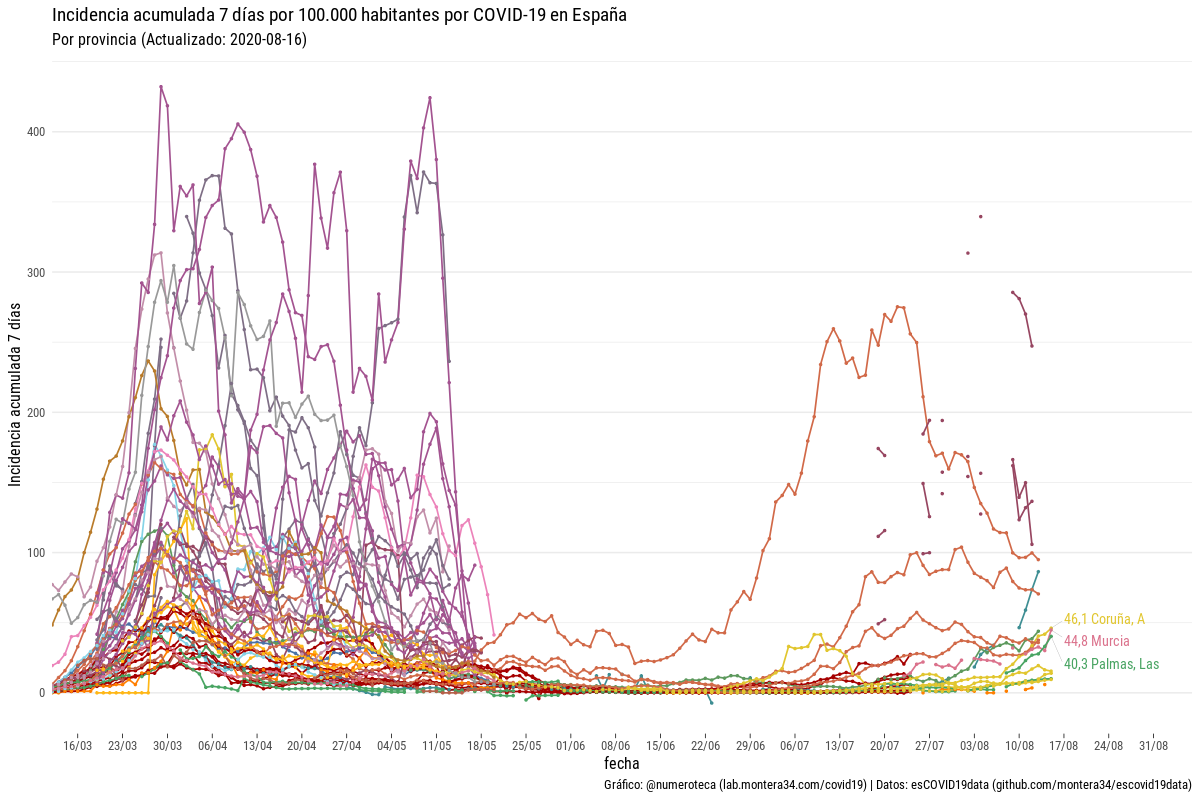 Incidencia acumulada 7 días por 100.000 habitantes por COVID-19 en España
Por provincia (Actualizado: 2020-08-16)
Incidencia acumulada 7 días
400
300
200
100
0
46,1 Coruña, A
44,8 Murcia
40,3 Palmas, Las
16/03 23/03 30/03 06/04 13/04 20/04 27/04 04/05 11/05 18/05 25/05 01/06 08/06 15/06 22/06 29/06 06/07 13/07 20/07 27/07 03/08 10/08 17/08 24/08 31/08
fecha
Gráfico: @numeroteca (lab.montera34.com/covid19) | Datos: esCOVID19data (github.com/montera34/escovid19data)